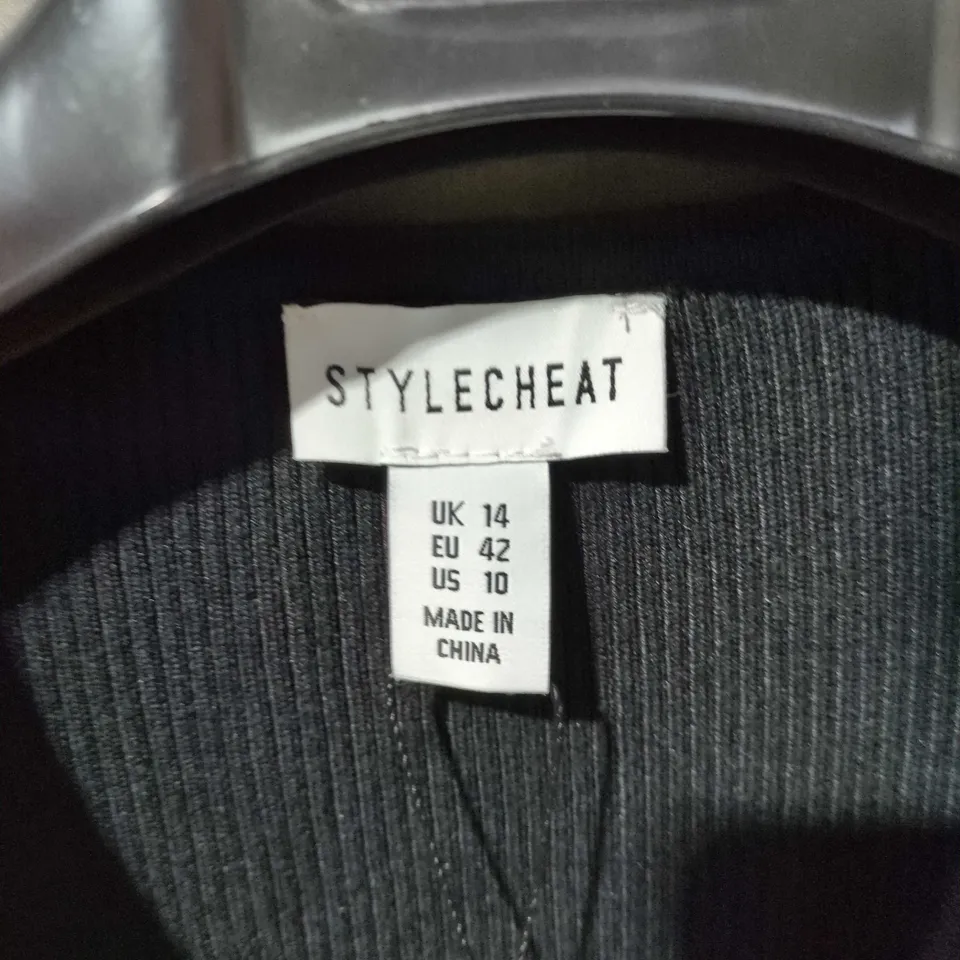 STYLECHEAT
UK 14
EU 42
US 10
MADE IN
CHINA